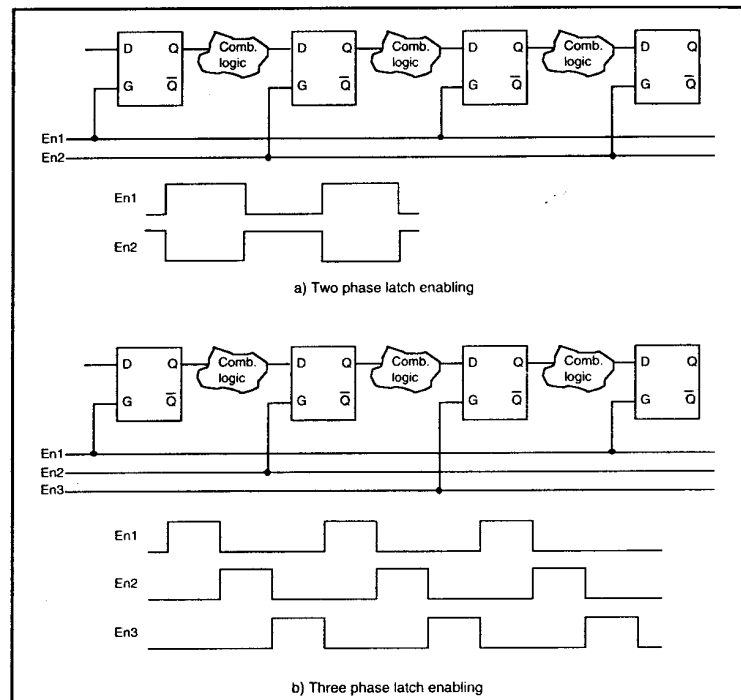 D Q Comb. logic D Q Comb. logic D Q Comb. logic D Q
G Q̅ G Q̅ G Q̅ G Q̅
En1
En2
En1
En2
a) Two phase latch enabling
D Q Comb. logic D Q Comb. logic D Q Comb. logic D Q
G Q̅ G Q̅ G Q̅ G Q̅
En1
En2
En3
En1
En2
En3
b) Three phase latch enabling